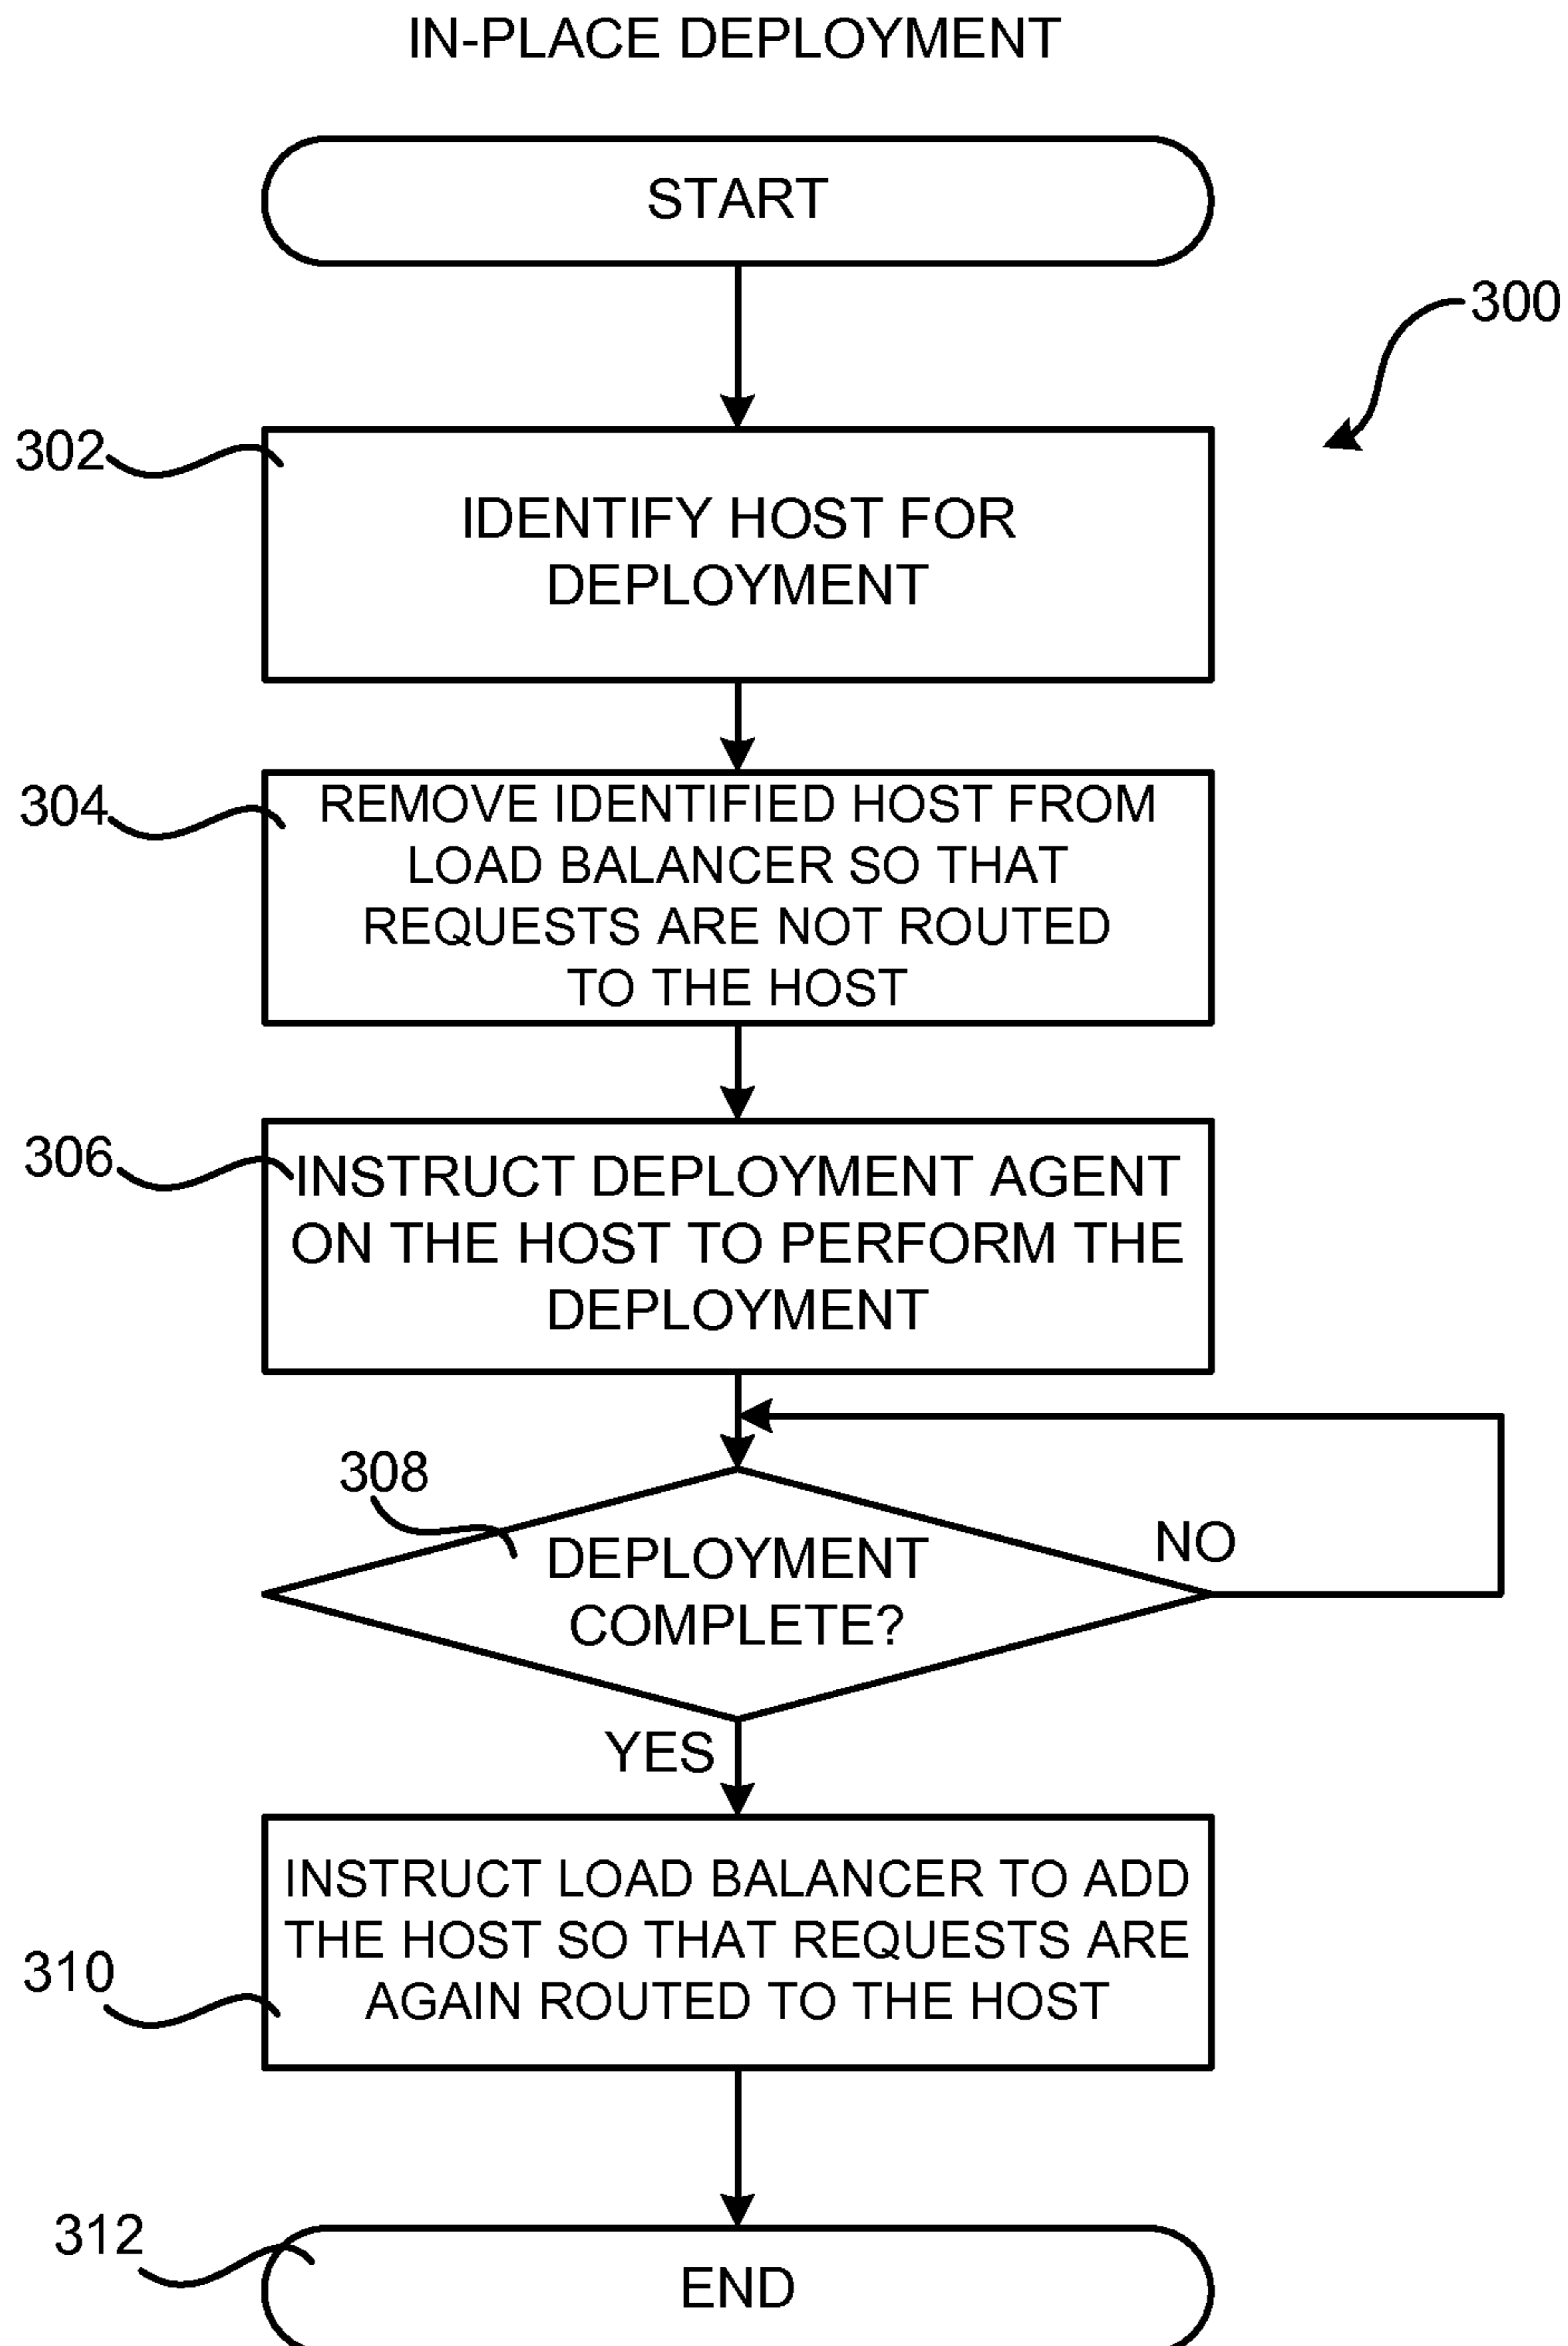 IN-PLACE DEPLOYMENT
START
300
302
IDENTIFY HOST FOR
DEPLOYMENT
304
REMOVE IDENTIFIED HOST FROM
LOAD BALANCER SO THAT
REQUESTS ARE NOT ROUTED
TO THE HOST
306
INSTRUCT DEPLOYMENT AGENT
ON THE HOST TO PERFORM THE
DEPLOYMENT
308
DEPLOYMENT
COMPLETE?
NO
YES
INSTRUCT LOAD BALANCER TO ADD
THE HOST SO THAT REQUESTS ARE
AGAIN ROUTED TO THE HOST
310
312
END